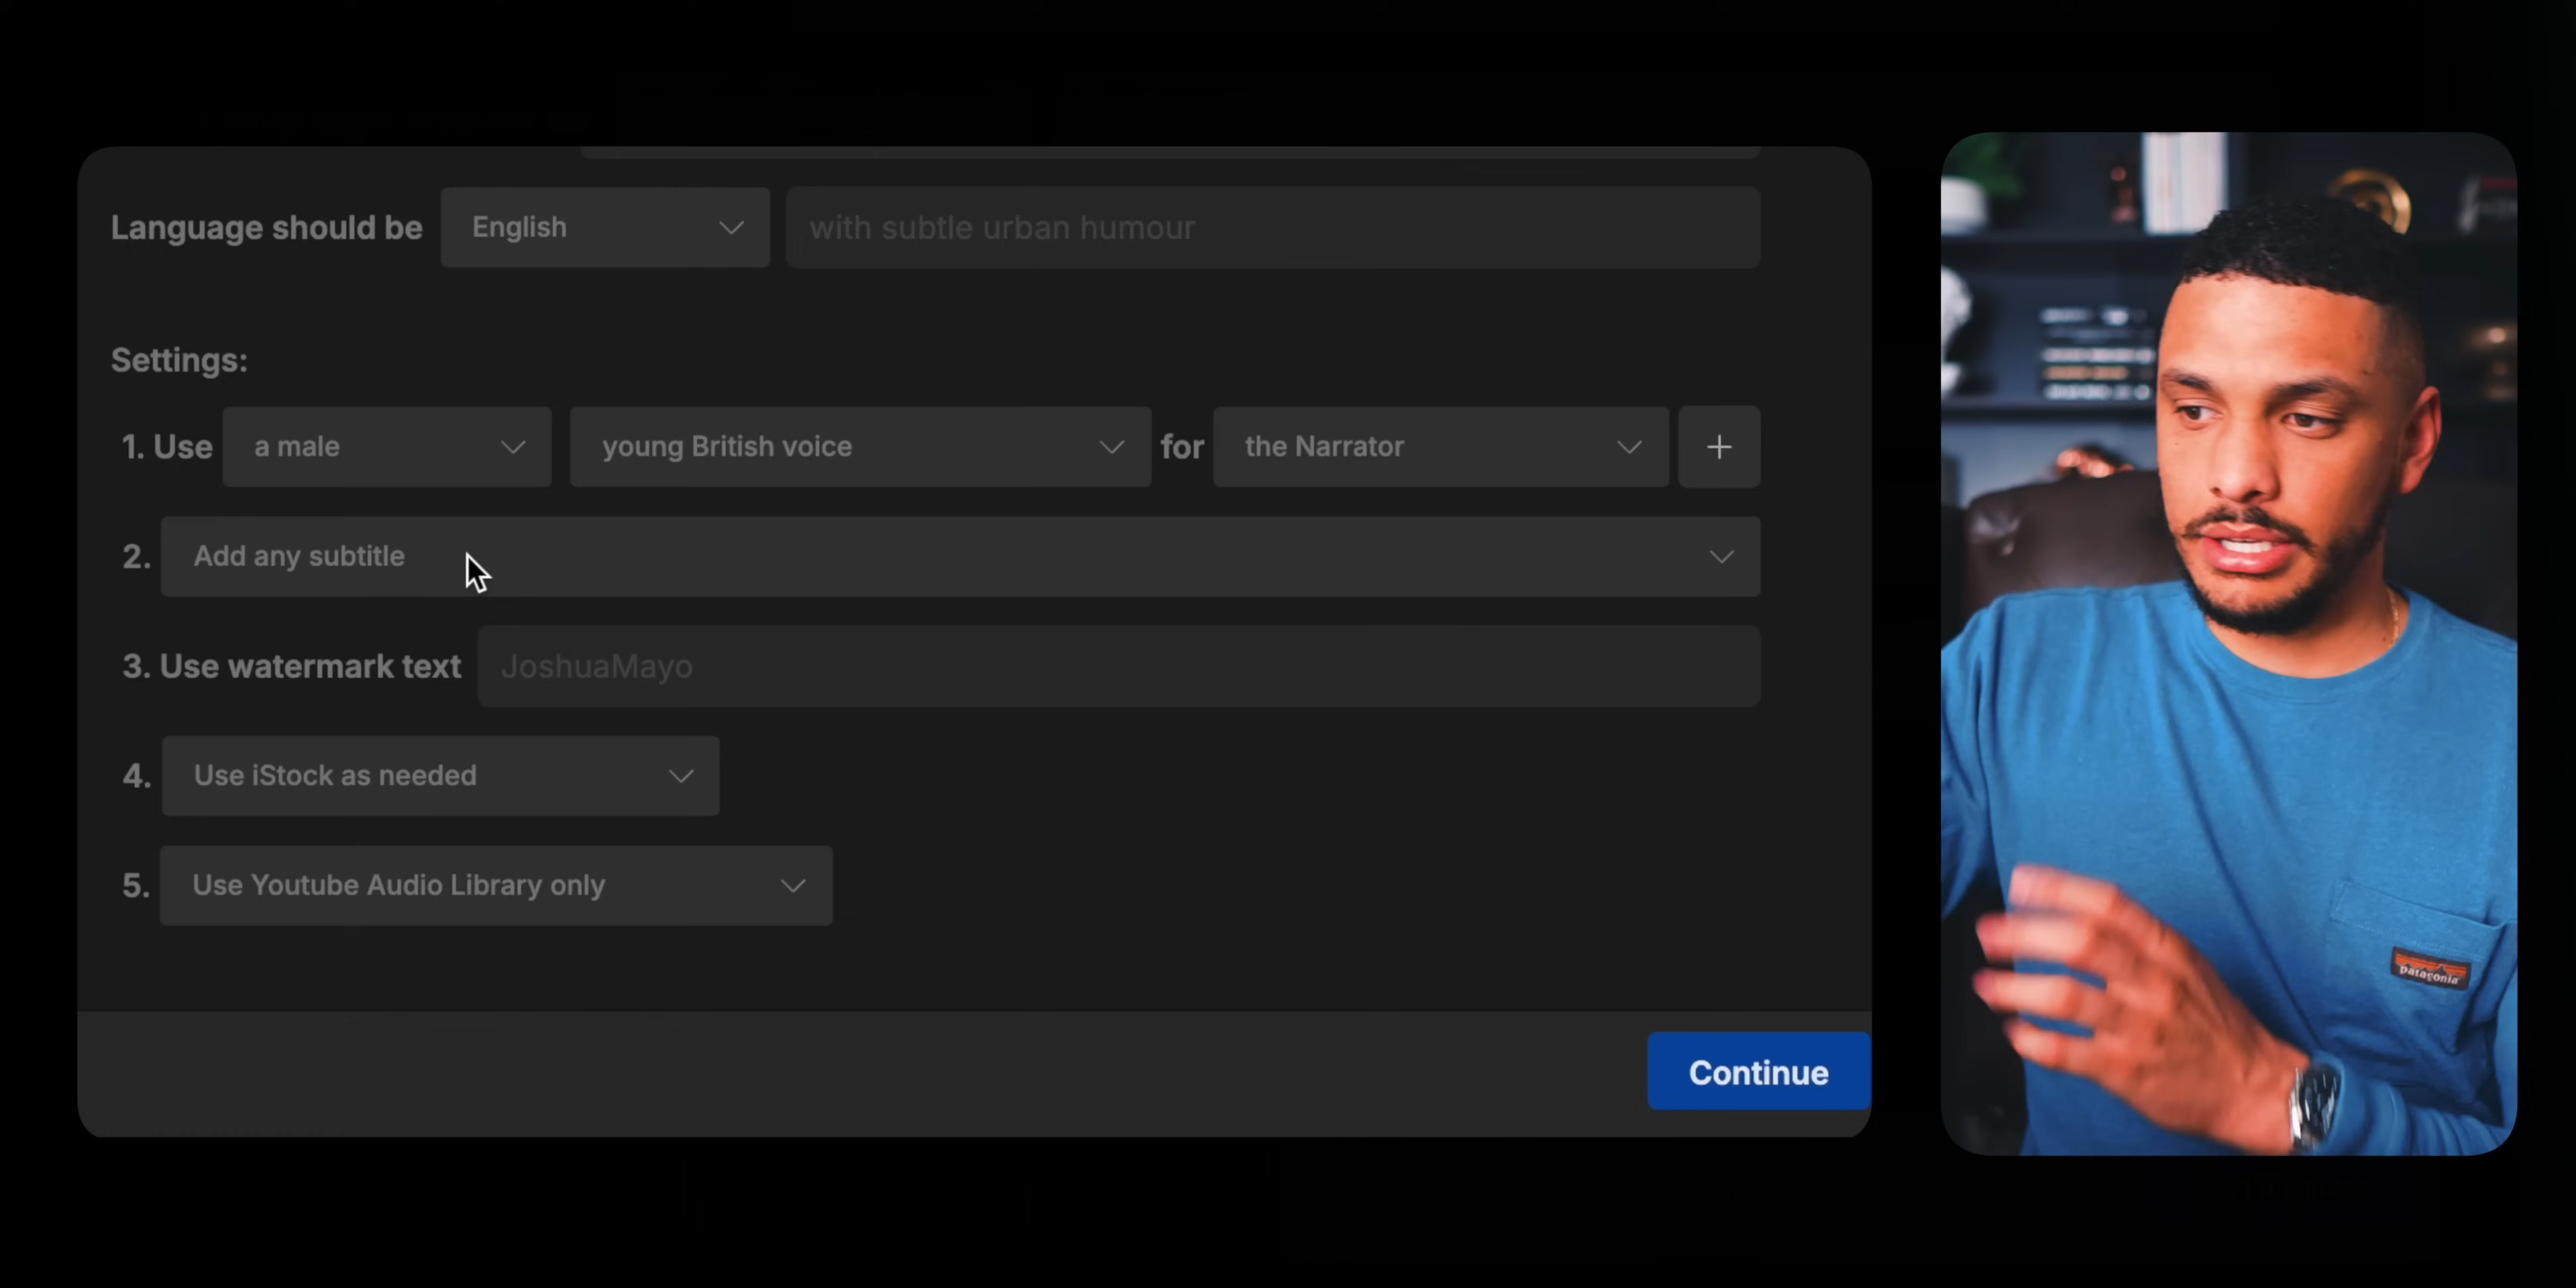 Language should be English with subtle urban humour
Settings:
1. Use a male young British voice for the Narrator +
2. Add any subtitle
3. Use watermark text JoshuaMayo
4. Use iStock as needed
5. Use Youtube Audio Library only
Continue
patagonia